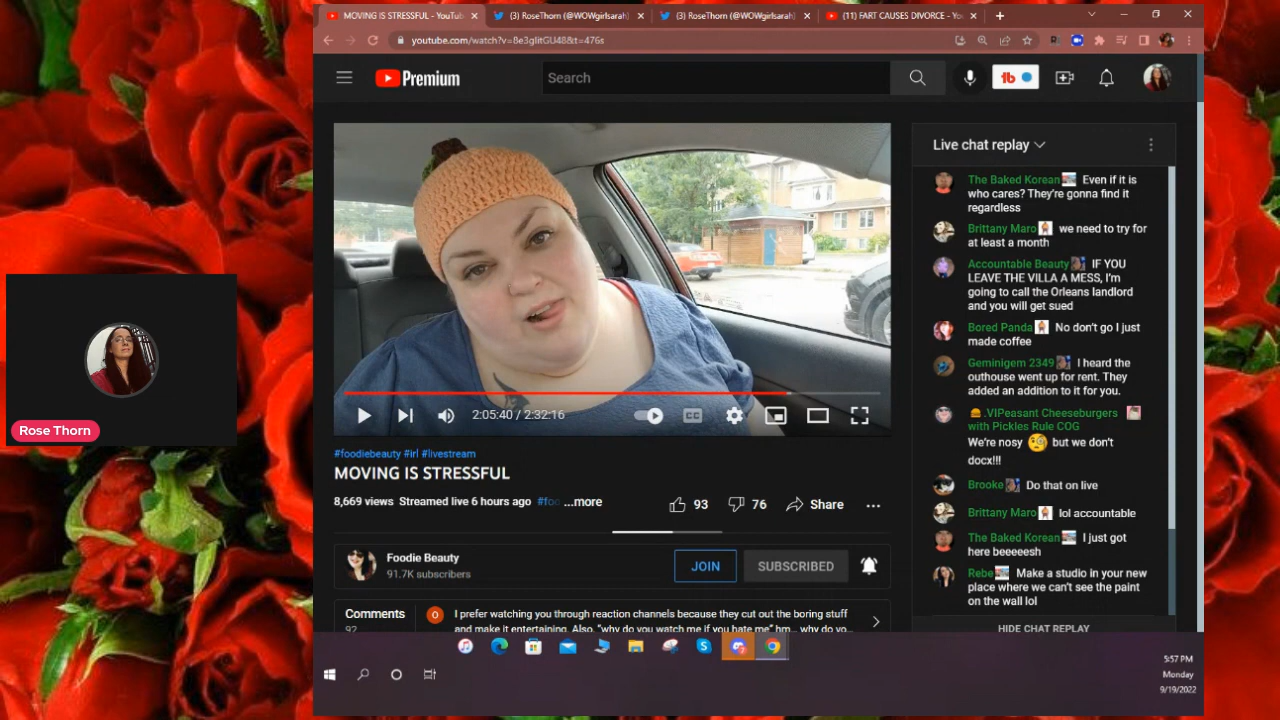 MOVING IS STRESSFUL - YouTub
(3) RoseThorn (@WOWgirlsarah)
(3) RoseThorn (@WOWgirlsarah)
(11) FART CAUSES DIVORCE - Yo
youtube.com/watch?v=8e3gIitGU48&t=476s
Premium
Search
Live chat replay
The Baked Korean Even if it is
who cares? They're gonna find it
regardless
Brittany Maro we need to try for
at least a month
Accountable Beauty IF YOU
LEAVE THE VILLA A MESS, I'm
going to call the Orleans landlord
and you will get sued
Bored Panda No don't go I just
made coffee
Geminigem 2349 I heard the
outhouse went up for rent. They
added an addition to it for you.
🍔.VIPeasant Cheeseburgers
with Pickles Rule COG
We're nosy 🧐 but we don't
docx!!!
Brooke Do that on live
Brittany Maro lol accountable
The Baked Korean I just got
here beeeeesh
Rebe Make a studio in your new
place where we can't see the paint
on the wall lol
HIDE CHAT REPLAY
2:05:40 / 2:32:16
CC
Rose Thorn
#foodiebeauty #irl #livestream
MOVING IS STRESSFUL
8,669 views Streamed live 6 hours ago #foo ...more
93
76
Share
Foodie Beauty
91.7K subscribers
JOIN
SUBSCRIBED
Comments
92
I prefer watching you through reaction channels because they cut out the boring stuff
and make it entertaining. Also, "why do you watch me if you hate me" hm... why do yo...
5:57 PM
Monday
9/19/2022